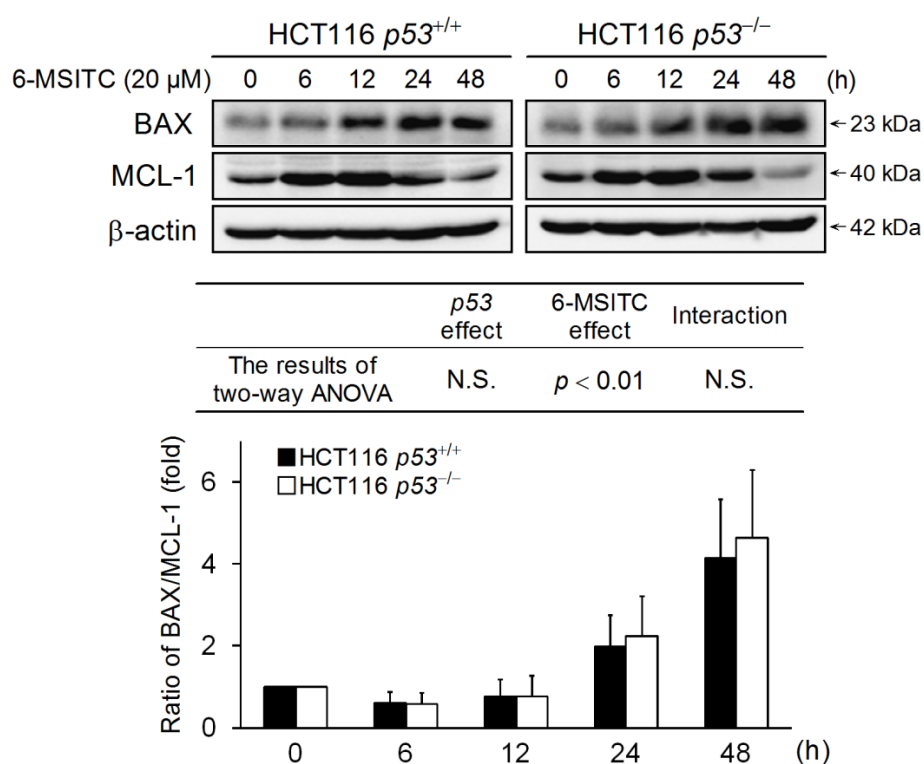 HCT116 p53+/+ HCT116 p53−/−
6-MSITC (20 μM) 0 6 12 24 48 0 6 12 24 48 (h)
BAX ←23 kDa
MCL-1 ←40 kDa
β-actin ←42 kDa
p53 effect 6-MSITC effect Interaction
The results of two-way ANOVA N.S. p < 0.01 N.S.
Ratio of BAX/MCL-1 (fold)
HCT116 p53+/+
HCT116 p53−/−
6
4
2
0
0 6 12 24 48 (h)